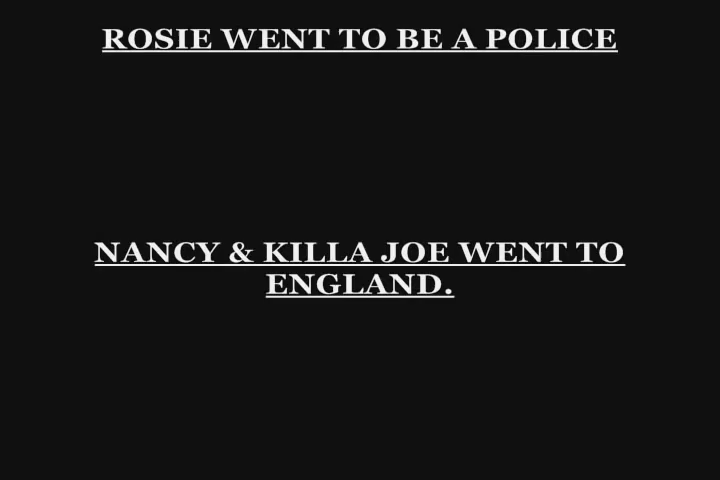 ROSIE WENT TO BE A POLICE
NANCY & KILLA JOE WENT TO
ENGLAND.